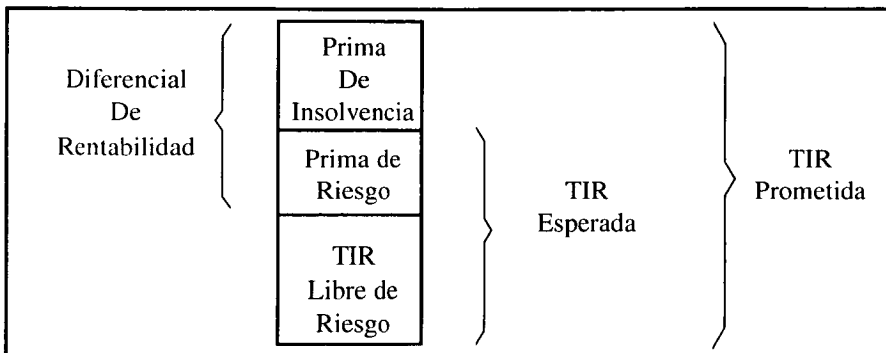 Diferencial
De
Rentabilidad
Prima
De
Insolvencia
Prima de
Riesgo
TIR
Libre de
Riesgo
TIR
Esperada
TIR
Prometida